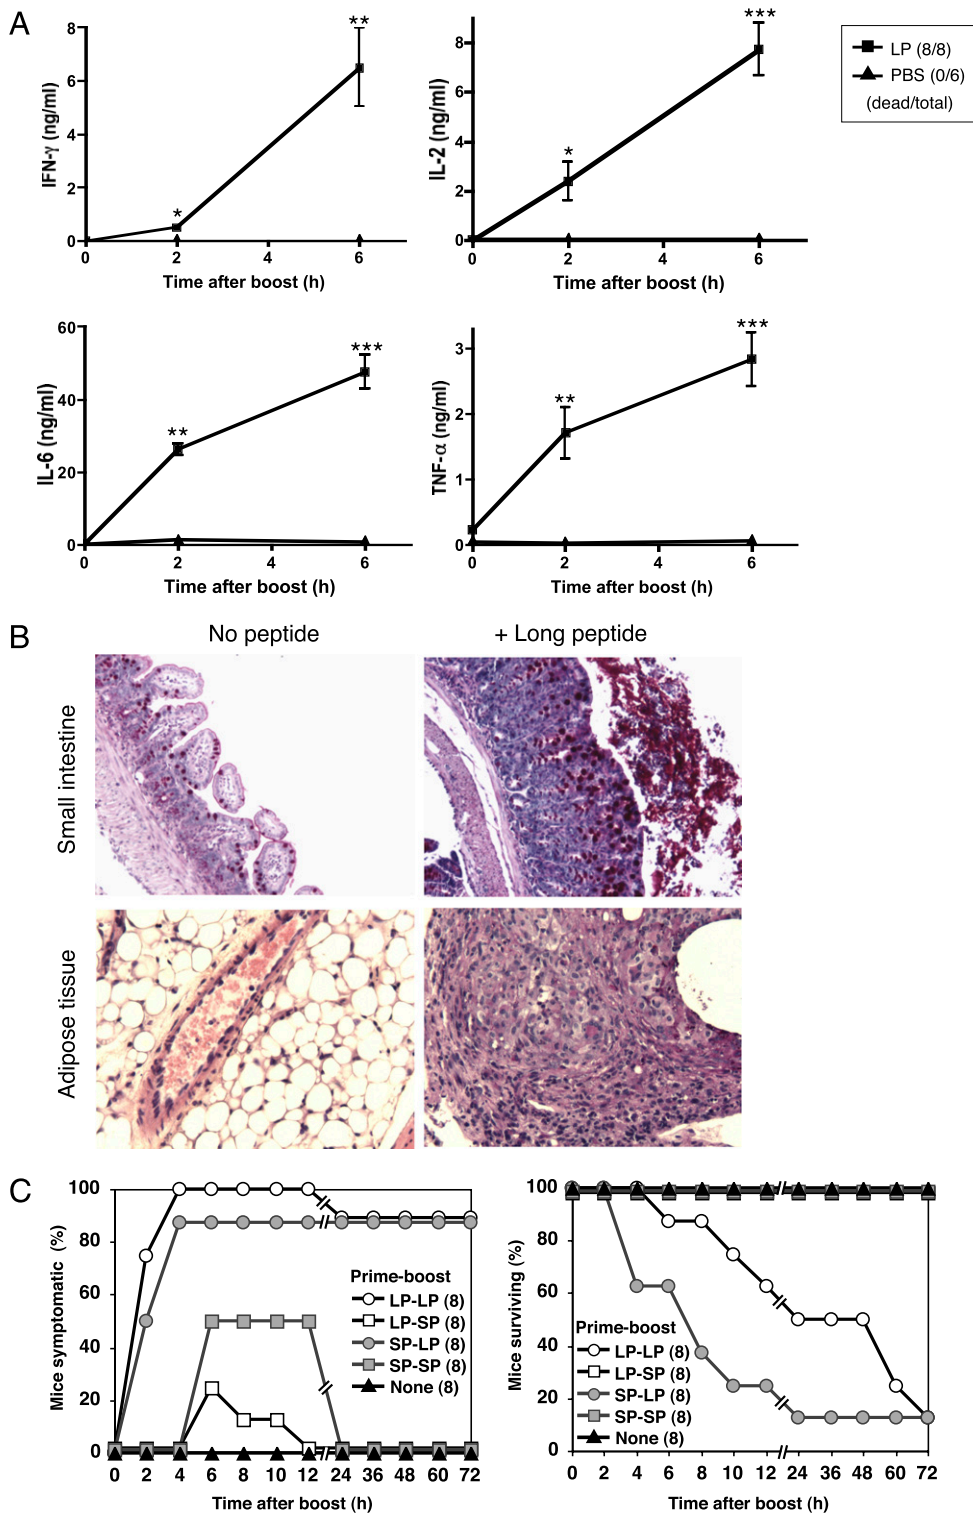 A
IFN-γ (ng/ml)
8
6
4
2
0
**
*
0 2 4 6
Time after boost (h)
IL-2 (ng/ml)
8
6
4
2
0
***
*
0 2 4 6
Time after boost (h)
LP (8/8)
PBS (0/6)
(dead/total)
IL-6 (ng/ml)
60
40
20
0
***
**
0 2 4 6
Time after boost (h)
TNF-α (ng/ml)
3
2
1
0
***
**
0 2 4 6
Time after boost (h)
B
No peptide
+ Long peptide
Small intestine
Adipose tissue
C
Mice symptomatic (%)
100
80
60
40
20
0
Prime-boost
LP-LP (8)
LP-SP (8)
SP-LP (8)
SP-SP (8)
None (8)
0 2 4 6 8 10 12 24 36 48 60 72
Time after boost (h)
Mice surviving (%)
100
80
60
40
20
0
Prime-boost
LP-LP (8)
LP-SP (8)
SP-LP (8)
SP-SP (8)
None (8)
0 2 4 6 8 10 12 24 36 48 60 72
Time after boost (h)